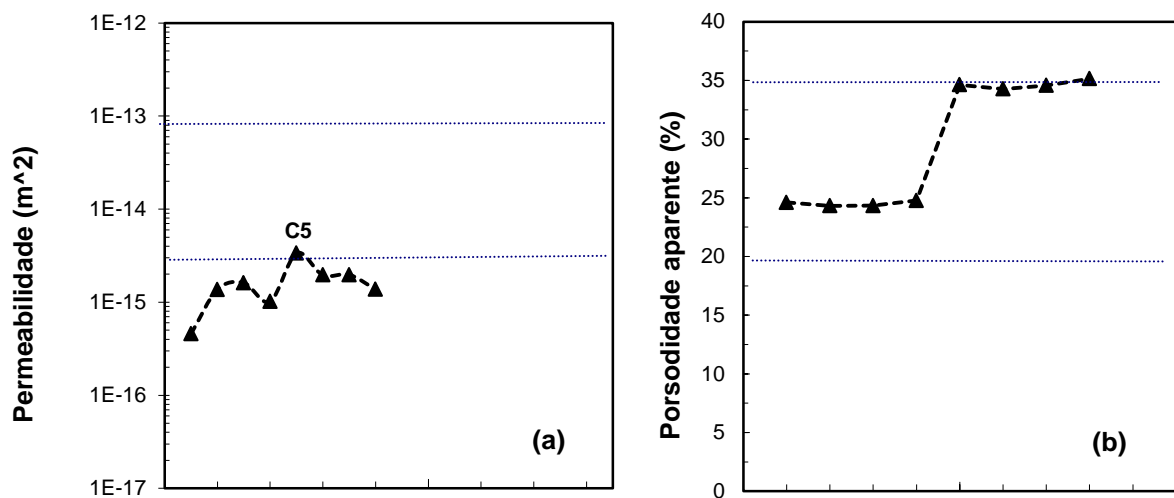 Permeabilidade (m^2)
1E-12
1E-13
1E-14
1E-15
1E-16
1E-17
C5
(a)
Porsodidade aparente (%)
40
35
30
25
20
15
10
5
0
(b)